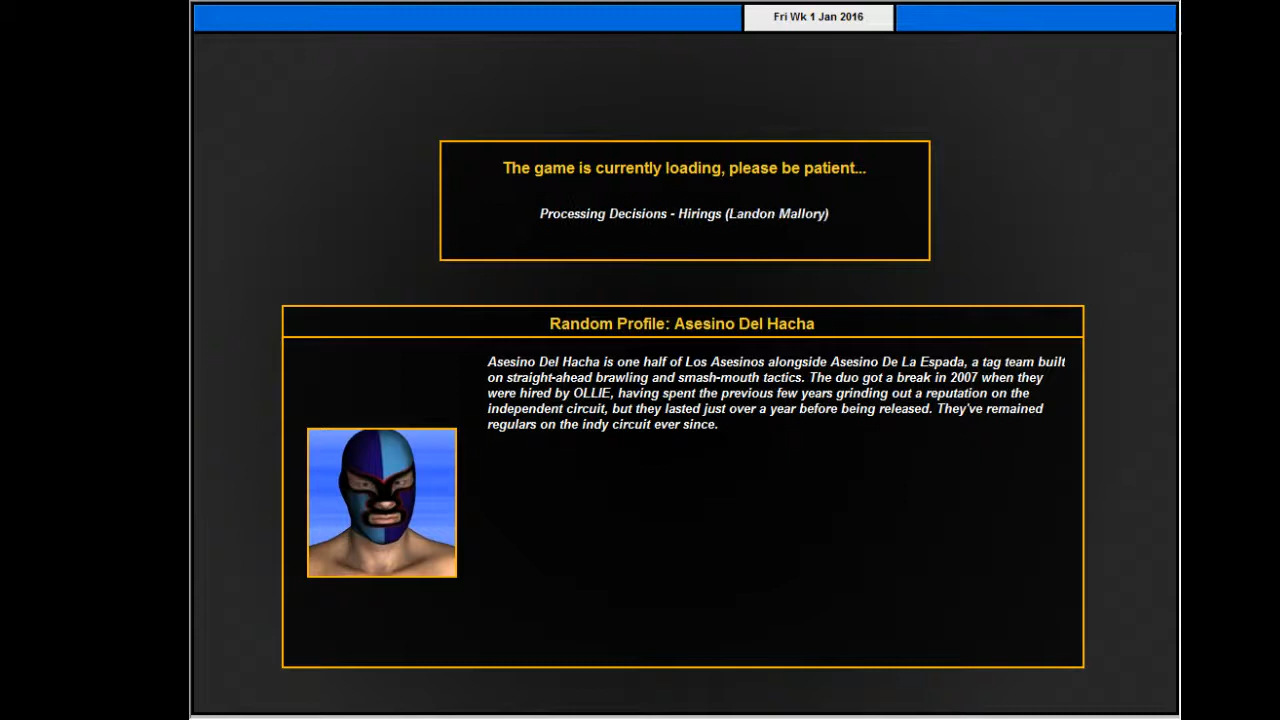 Fri Wk 1 Jan 2016
The game is currently loading, please be patient...
Processing Decisions - Hirings (Landon Mallory)
Random Profile: Asesino Del Hacha
Asesino Del Hacha is one half of Los Asesinos alongside Asesino De La Espada, a tag team built
on straight-ahead brawling and smash-mouth tactics. The duo got a break in 2007 when they
were hired by OLLIE, having spent the previous few years grinding out a reputation on the
independent circuit, but they lasted just over a year before being released. They've remained
regulars on the indy circuit ever since.